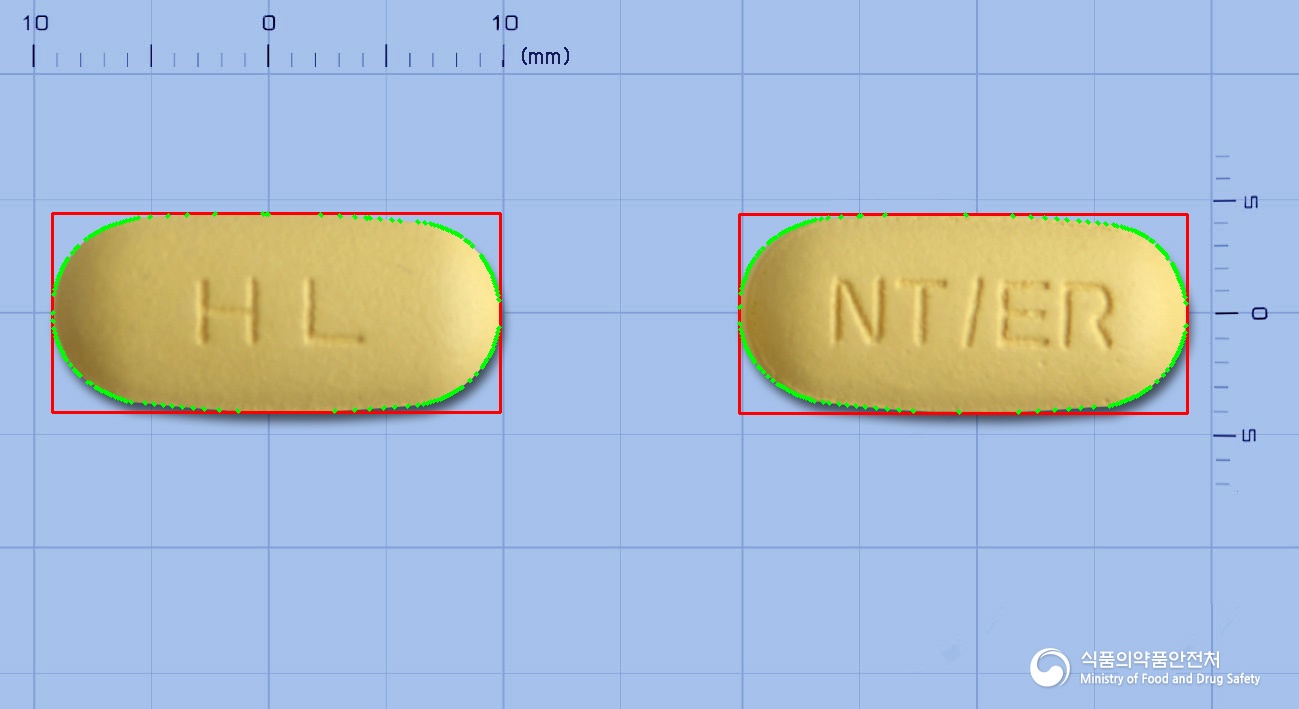 10 0 10
(mm)
5
0
5
H L
NT/ER
식품의약품안전처
Ministry of Food and Drug Safety